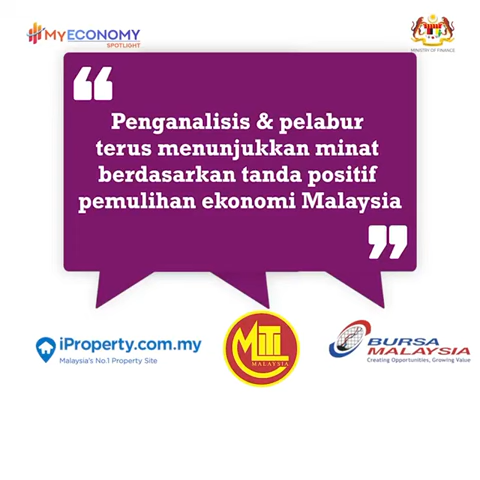 MYECONOMY
SPOTLIGHT
MINISTRY OF FINANCE
“
Penganalisis & pelabur
terus menunjukkan minat
berdasarkan tanda positif
pemulihan ekonomi Malaysia
”
iProperty.com.my
Malaysia's No.1 Property Site
MITI
MALAYSIA
BURSA
MALAYSIA
Creating Opportunities, Growing Value